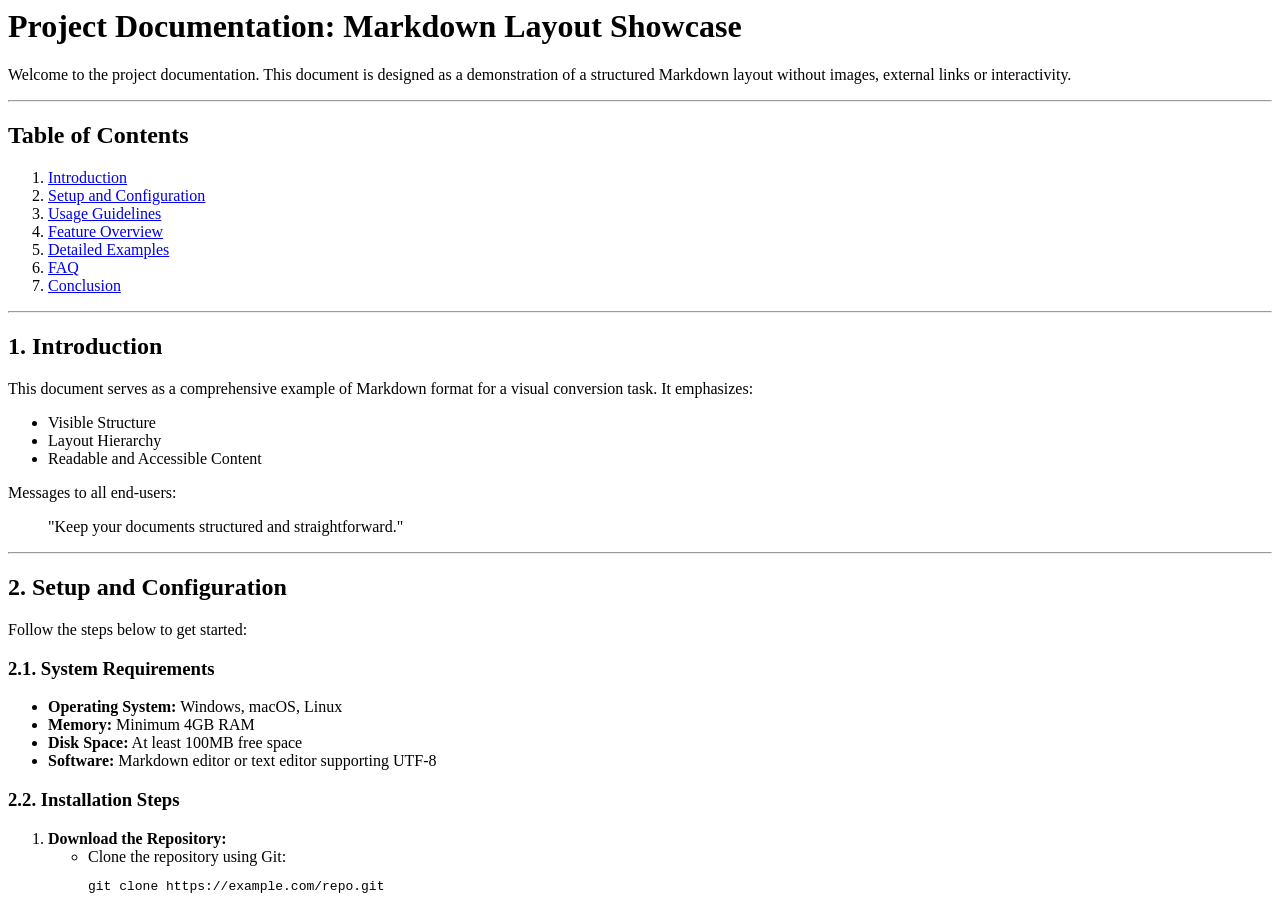 Project Documentation: Markdown Layout Showcase
Welcome to the project documentation. This document is designed as a demonstration of a structured Markdown layout without images, external links or interactivity.
Table of Contents
1. Introduction
2. Setup and Configuration
3. Usage Guidelines
4. Feature Overview
5. Detailed Examples
6. FAQ
7. Conclusion
1. Introduction
This document serves as a comprehensive example of Markdown format for a visual conversion task. It emphasizes:
• Visible Structure
• Layout Hierarchy
• Readable and Accessible Content
Messages to all end-users:
"Keep your documents structured and straightforward."
2. Setup and Configuration
Follow the steps below to get started:
2.1. System Requirements
• Operating System: Windows, macOS, Linux
• Memory: Minimum 4GB RAM
• Disk Space: At least 100MB free space
• Software: Markdown editor or text editor supporting UTF-8
2.2. Installation Steps
1. Download the Repository:
◦ Clone the repository using Git:
git clone https://example.com/repo.git